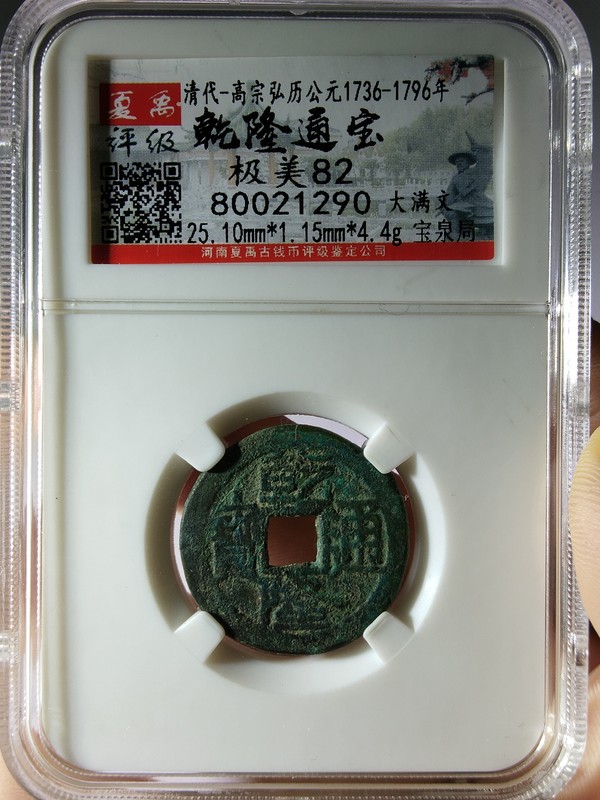 夏禹
评级
清代-高宗弘历公元1736-1796年
乾隆通宝
极美82
80021290 大满文
25.10mm*1.15mm*4.4g 宝泉局
河南夏禹古钱币评级鉴定公司
乾隆通寶